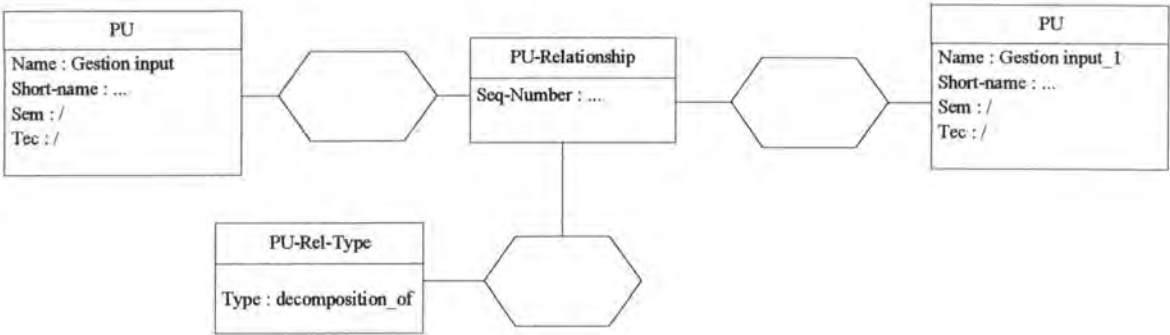 PU
Name : Gestion input
Short-name : ...
Sem : /
Tec : /
PU-Relationship
Seq-Number : ....
PU
Name : Gestion input_1
Short-name : ...
Sem : /
Tec : /
PU-Rel-Type
Type : decomposition_of